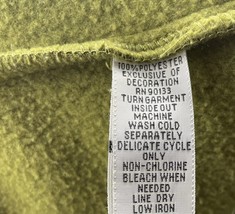 100%POLYESTER
EXCLUSIVE OF
DECORATION
RN 90133
TURN GARMENT
INSIDE OUT
MACHINE
WASH COLD
SEPARATELY
DELICATE CYCLE
ONLY
NON-CHLORINE
BLEACH WHEN
NEEDED
LINE DRY
LOW IRON